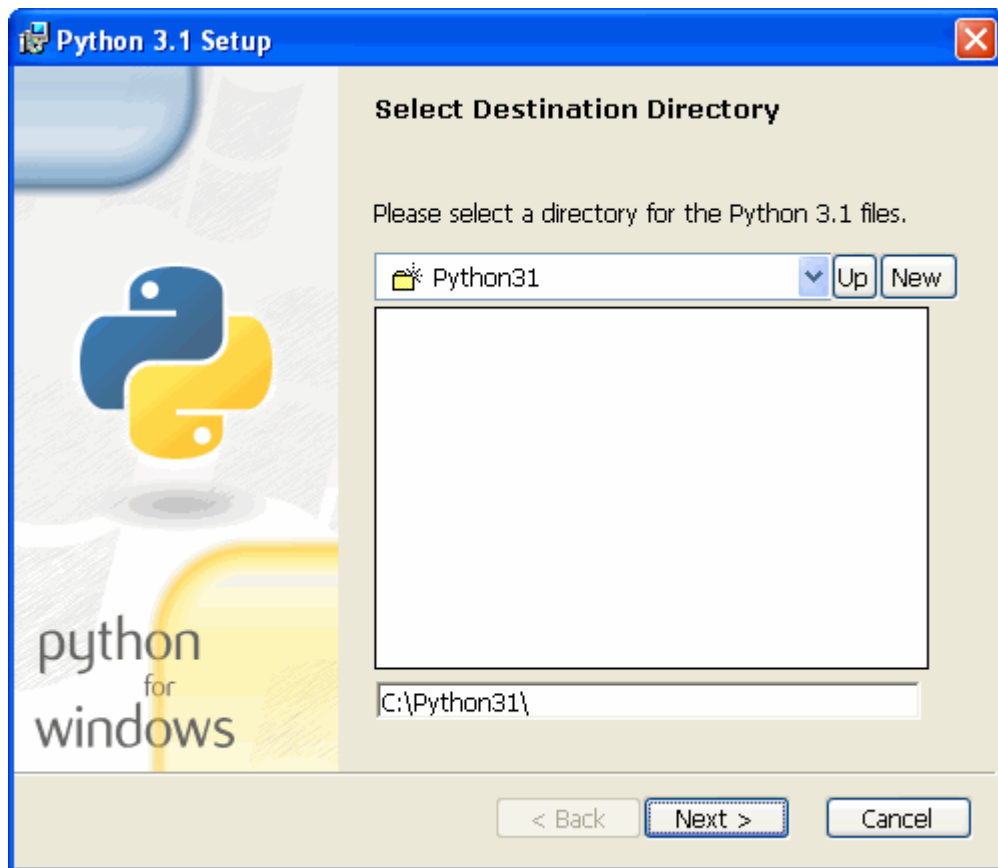 Python 3.1 Setup
Select Destination Directory
Please select a directory for the Python 3.1 files.
Python31
Up
New
C:\Python31\
python
for
windows
< Back
Next >
Cancel